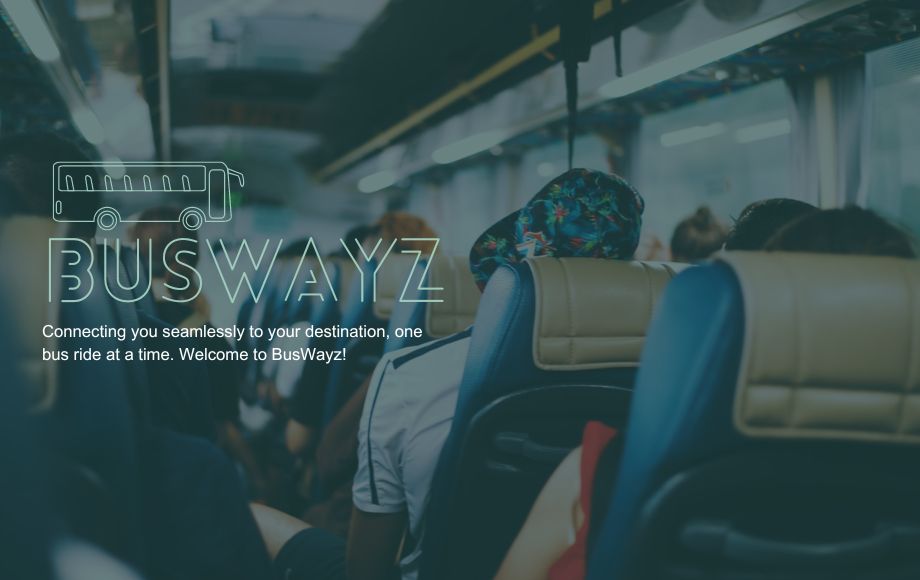 BUSWAYZ
Connecting you seamlessly to your destination, one
bus ride at a time. Welcome to BusWayz!